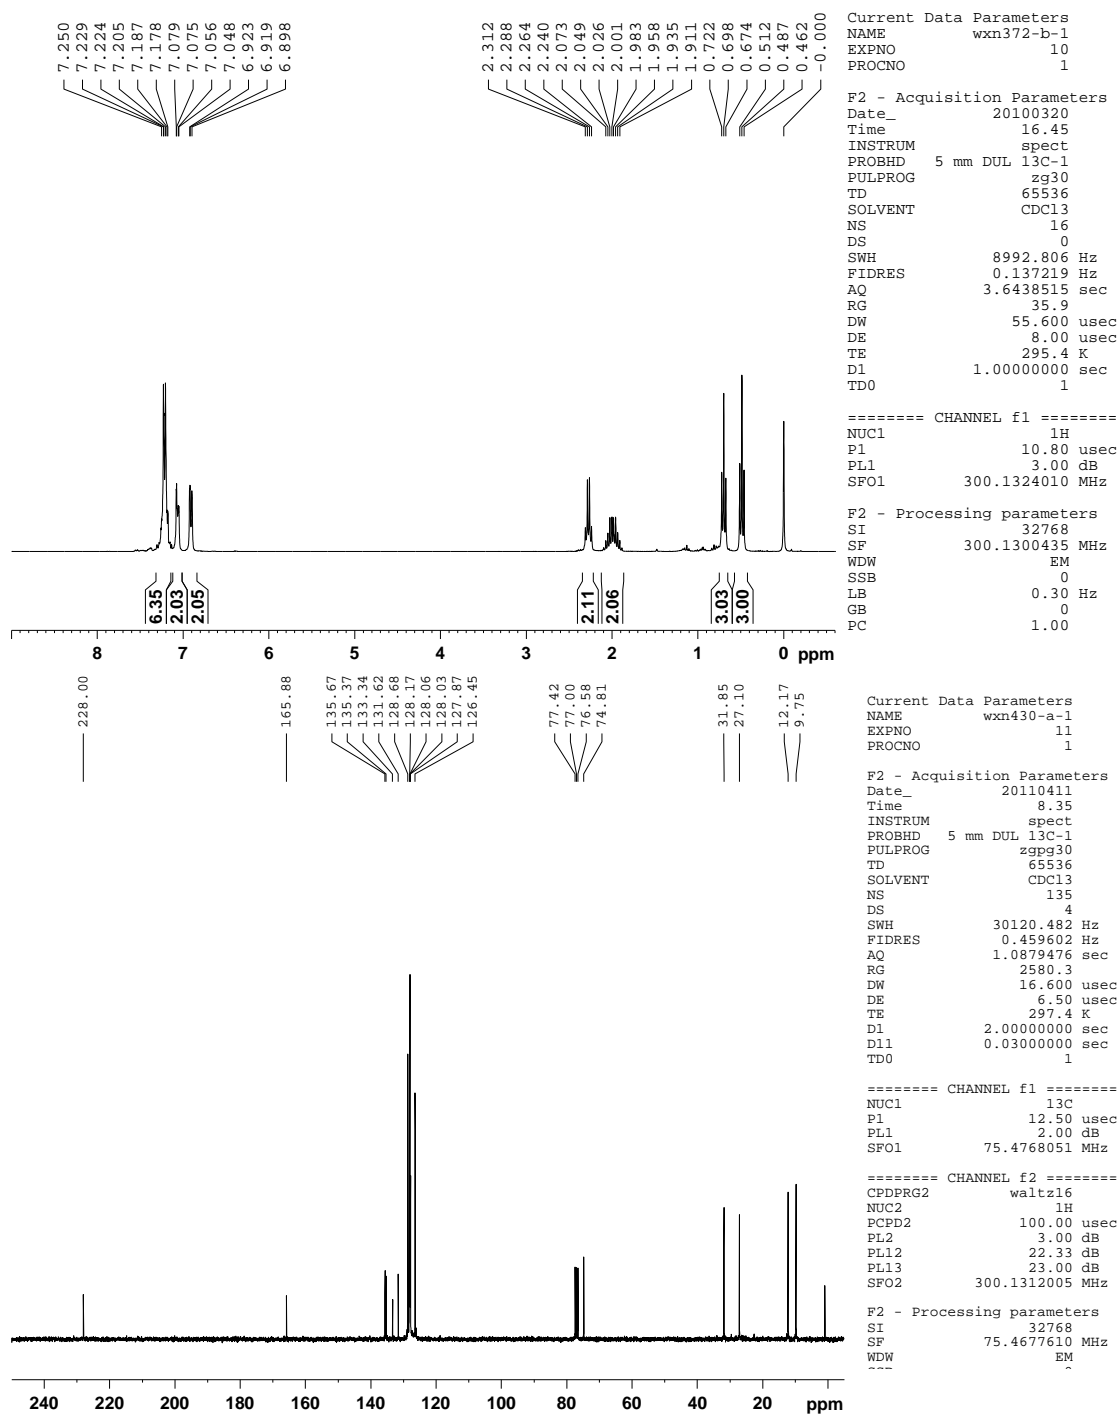 7.250
7.229
7.224
7.205
7.187
7.178
7.079
7.075
7.056
7.048
6.923
6.919
6.898
2.312
2.288
2.264
2.240
2.073
2.049
2.026
2.001
1.983
1.958
1.935
1.911
0.722
0.698
0.674
0.512
0.487
0.462
-0.000
Current Data Parameters
NAME wxn372-b-1
EXPNO 10
PROCNO 1
F2 - Acquisition Parameters
Date_ 20100320
Time 16.45
INSTRUM spect
PROBHD 5 mm DUL 13C-1
PULPROG zg30
TD 65536
SOLVENT CDCl3
NS 16
DS 0
SWH 8992.806 Hz
FIDRES 0.137219 Hz
AQ 3.6438515 sec
RG 35.9
DW 55.600 usec
DE 8.00 usec
TE 295.4 K
D1 1.00000000 sec
TD0 1
======== CHANNEL f1 ========
NUC1 1H
P1 10.80 usec
PL1 3.00 dB
SFO1 300.1324010 MHz
F2 - Processing parameters
SI 32768
SF 300.1300435 MHz
WDW EM
SSB 0
LB 0.30 Hz
GB 0
PC 1.00
6.35
2.03
2.05
2.11
2.06
3.03
3.00
8 7 6 5 4 3 2 1 0 ppm
228.00
165.88
135.67
135.37
133.34
131.62
128.68
128.17
128.06
128.03
127.87
126.45
77.42
77.00
76.58
74.81
31.85
27.10
12.17
9.75
Current Data Parameters
NAME wxn430-a-1
EXPNO 11
PROCNO 1
F2 - Acquisition Parameters
Date_ 20110411
Time 8.35
INSTRUM spect
PROBHD 5 mm DUL 13C-1
PULPROG zgpg30
TD 65536
SOLVENT CDCl3
NS 135
DS 4
SWH 30120.482 Hz
FIDRES 0.459602 Hz
AQ 1.0879476 sec
RG 2580.3
DW 16.600 usec
DE 6.50 usec
TE 297.4 K
D1 2.00000000 sec
D11 0.03000000 sec
TD0 1
======== CHANNEL f1 ========
NUC1 13C
P1 12.50 usec
PL1 2.00 dB
SFO1 75.4768051 MHz
======== CHANNEL f2 ========
CPDPRG2 waltz16
NUC2 1H
PCPD2 100.00 usec
PL2 3.00 dB
PL12 22.33 dB
PL13 23.00 dB
SFO2 300.1312005 MHz
F2 - Processing parameters
SI 32768
SF 75.4677610 MHz
WDW EM
240 220 200 180 160 140 120 100 80 60 40 20 ppm